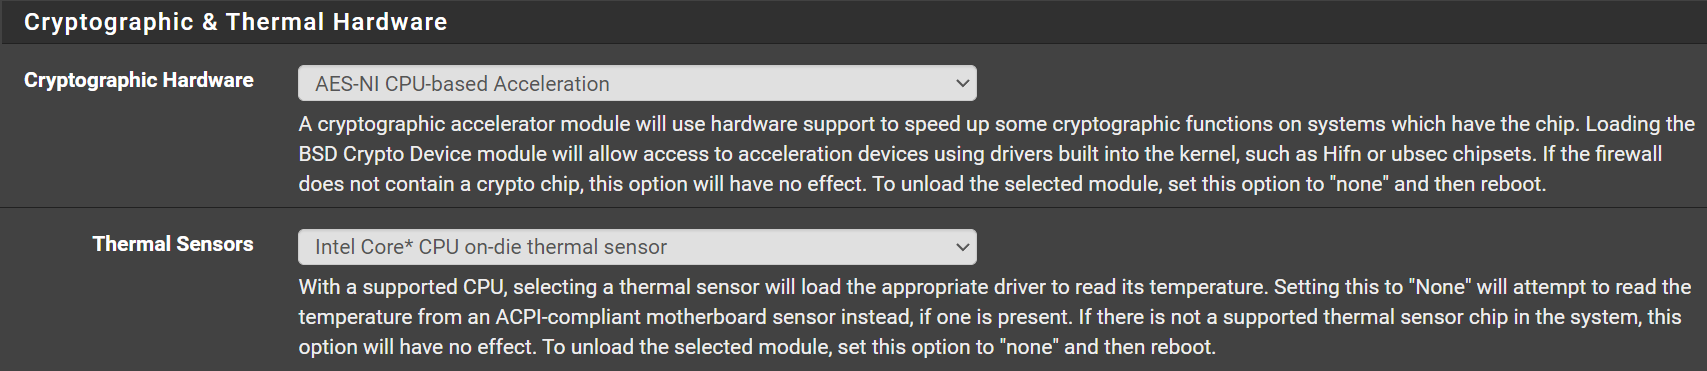 Cryptographic & Thermal Hardware
Cryptographic Hardware
AES-NI CPU-based Acceleration
A cryptographic accelerator module will use hardware support to speed up some cryptographic functions on systems which have the chip. Loading the
BSD Crypto Device module will allow access to acceleration devices using drivers built into the kernel, such as Hifn or ubsec chipsets. If the firewall
does not contain a crypto chip, this option will have no effect. To unload the selected module, set this option to "none" and then reboot.
Thermal Sensors
Intel Core* CPU on-die thermal sensor
With a supported CPU, selecting a thermal sensor will load the appropriate driver to read its temperature. Setting this to "None" will attempt to read the
temperature from an ACPI-compliant motherboard sensor instead, if one is present. If there is not a supported thermal sensor chip in the system, this
option will have no effect. To unload the selected module, set this option to "none" and then reboot.